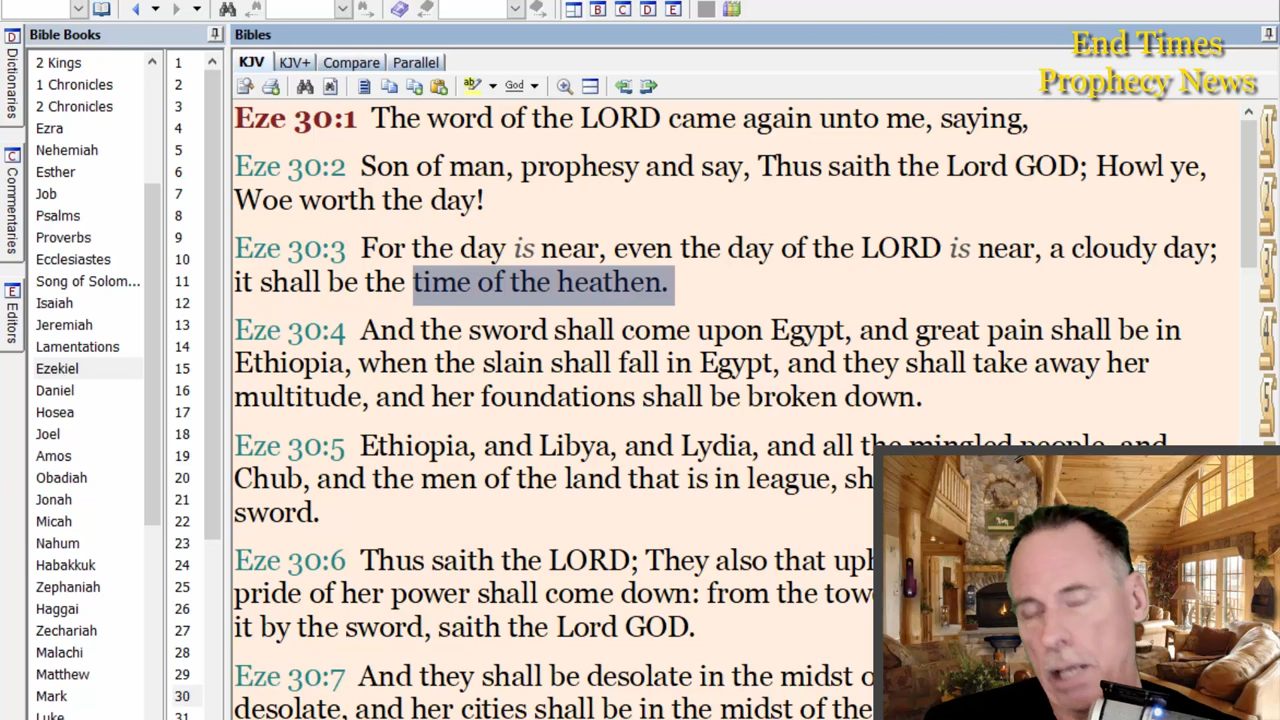 End Times
Prophecy News
Dictionaries
Commentaries
Editors
B C D E
Bible Books
2 Kings
1 Chronicles
2 Chronicles
Ezra
Nehemiah
Esther
Job
Psalms
Proverbs
Ecclesiastes
Song of Solom...
Isaiah
Jeremiah
Lamentations
Ezekiel
Daniel
Hosea
Joel
Amos
Obadiah
Jonah
Micah
Nahum
Habakkuk
Zephaniah
Haggai
Zechariah
Malachi
Matthew
Mark
Luke
1
2
3
4
5
6
7
8
9
10
11
12
13
14
15
16
17
18
19
20
21
22
23
24
25
26
27
28
29
30
31
Bibles
KJV KJV+ Compare Parallel
ab God
Eze 30:1 The word of the LORD came again unto me, saying,
Eze 30:2 Son of man, prophesy and say, Thus saith the Lord GOD; Howl ye,
Woe worth the day!
Eze 30:3 For the day is near, even the day of the LORD is near, a cloudy day;
it shall be the time of the heathen.
Eze 30:4 And the sword shall come upon Egypt, and great pain shall be in
Ethiopia, when the slain shall fall in Egypt, and they shall take away her
multitude, and her foundations shall be broken down.
Eze 30:5 Ethiopia, and Libya, and Lydia, and all the mingled people, and
Chub, and the men of the land that is in league, sh
sword.
Eze 30:6 Thus saith the LORD; They also that uph
pride of her power shall come down: from the tow
it by the sword, saith the Lord GOD.
Eze 30:7 And they shall be desolate in the midst o
desolate, and her cities shall be in the midst of the